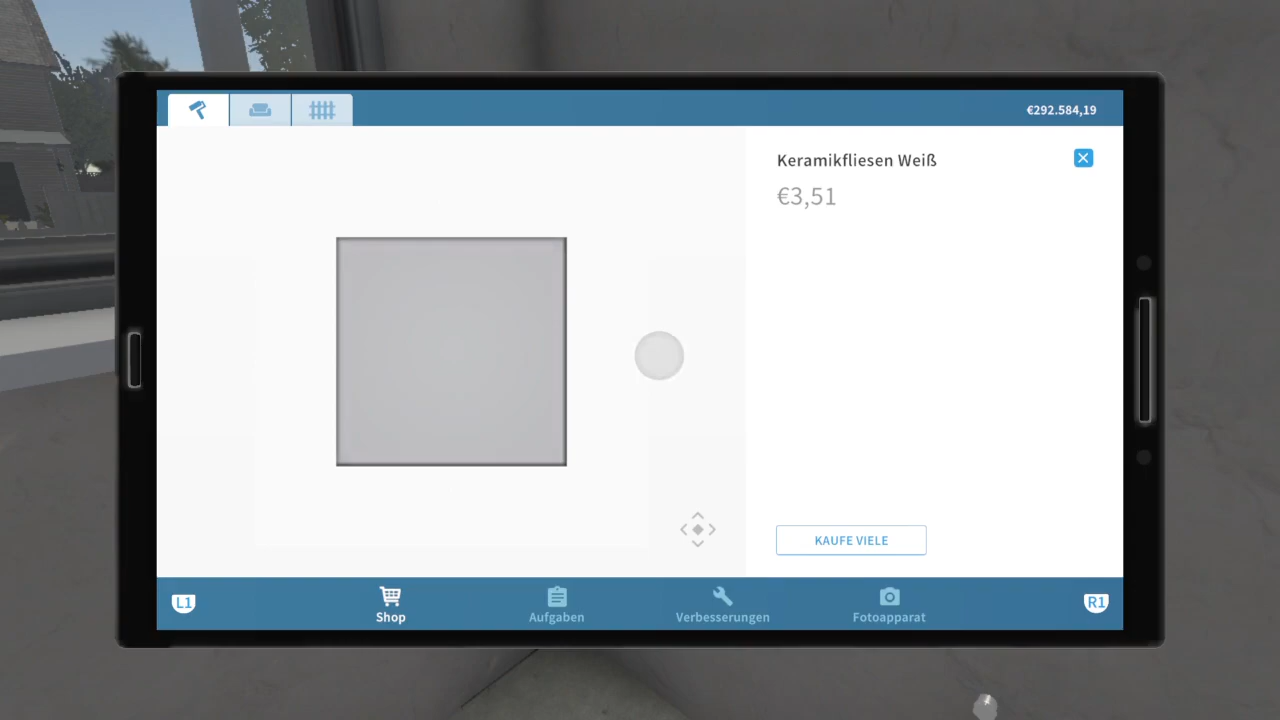 €292.584,19
Keramikfliesen Weiß
€3,51
KAUFE VIELE
L1
Shop
Aufgaben
Verbesserungen
Fotoapparat
R1